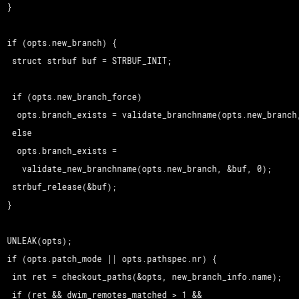 }

if (opts.new_branch) {
struct strbuf buf = STRBUF_INIT;

if (opts.new_branch_force)
opts.branch_exists = validate_branchname(opts.new_branch,
else
opts.branch_exists =
validate_new_branchname(opts.new_branch, &buf, 0);
strbuf_release(&buf);
}

UNLEAK(opts);
if (opts.patch_mode || opts.pathspec.nr) {
int ret = checkout_paths(&opts, new_branch_info.name);
if (ret && dwim_remotes_matched > 1 &&